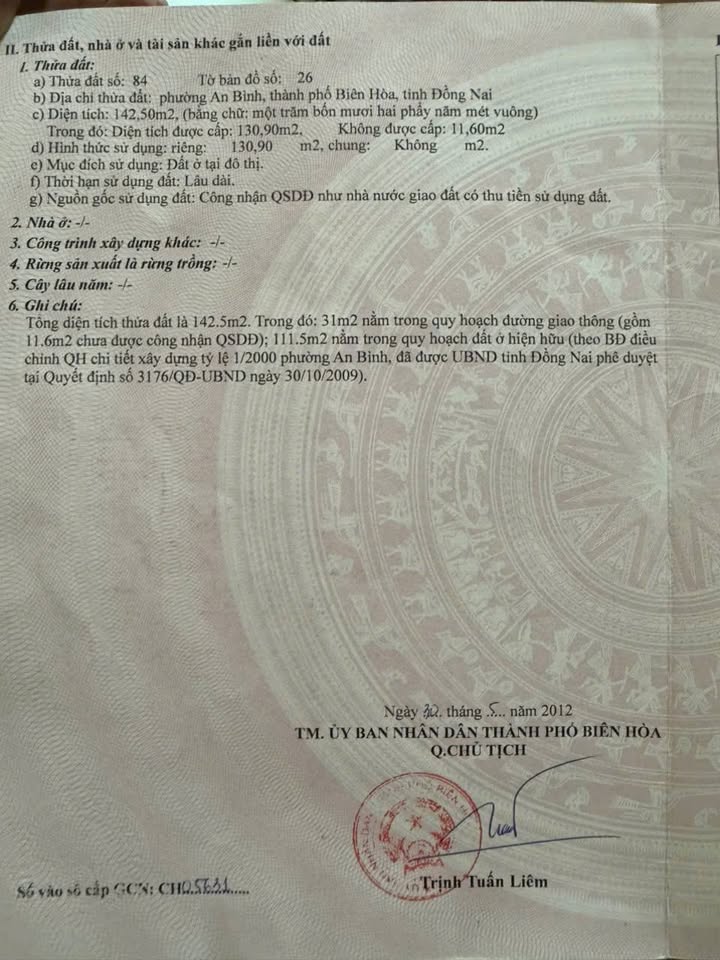 II. Thửa đất, nhà ở và tài sản khác gắn liền với đất
1. Thửa đất:
a) Thửa đất số: 84 Tờ bản đồ số: 26
b) Địa chỉ thửa đất: phường An Bình, thành phố Biên Hòa, tỉnh Đồng Nai
c) Diện tích: 142,50m2, (bằng chữ: một trăm bốn mươi hai phẩy năm mét vuông)
Trong đó: Diện tích được cấp: 130,90m2, Không được cấp: 11,60m2
d) Hình thức sử dụng: riêng: 130,90 m2, chung: Không m2.
e) Mục đích sử dụng: Đất ở tại đô thị.
f) Thời hạn sử dụng đất: Lâu dài.
g) Nguồn gốc sử dụng đất: Công nhận QSDĐ như nhà nước giao đất có thu tiền sử dụng đất.
2. Nhà ở: -/-
3. Công trình xây dựng khác: -/-
4. Rừng sản xuất là rừng trồng: -/-
5. Cây lâu năm: -/-
6. Ghi chú:
Tổng diện tích thửa đất là 142.5m2. Trong đó: 31m2 nằm trong quy hoạch đường giao thông (gồm
11.6m2 chưa được công nhận QSDĐ); 111.5m2 nằm trong quy hoạch đất ở hiện hữu (theo BĐ điều
chỉnh QH chi tiết xây dựng tỷ lệ 1/2000 phường An Bình, đã được UBND tỉnh Đồng Nai phê duyệt
tại Quyết định số 3176/QĐ-UBND ngày 30/10/2009).
Ngày 30. tháng .5... năm 2012
TM. ỦY BAN NHÂN DÂN THÀNH PHỐ BIÊN HÒA
Q.CHỦ TỊCH
Trịnh Tuấn Liêm
Số vào sổ cấp GCN: CH05631.....